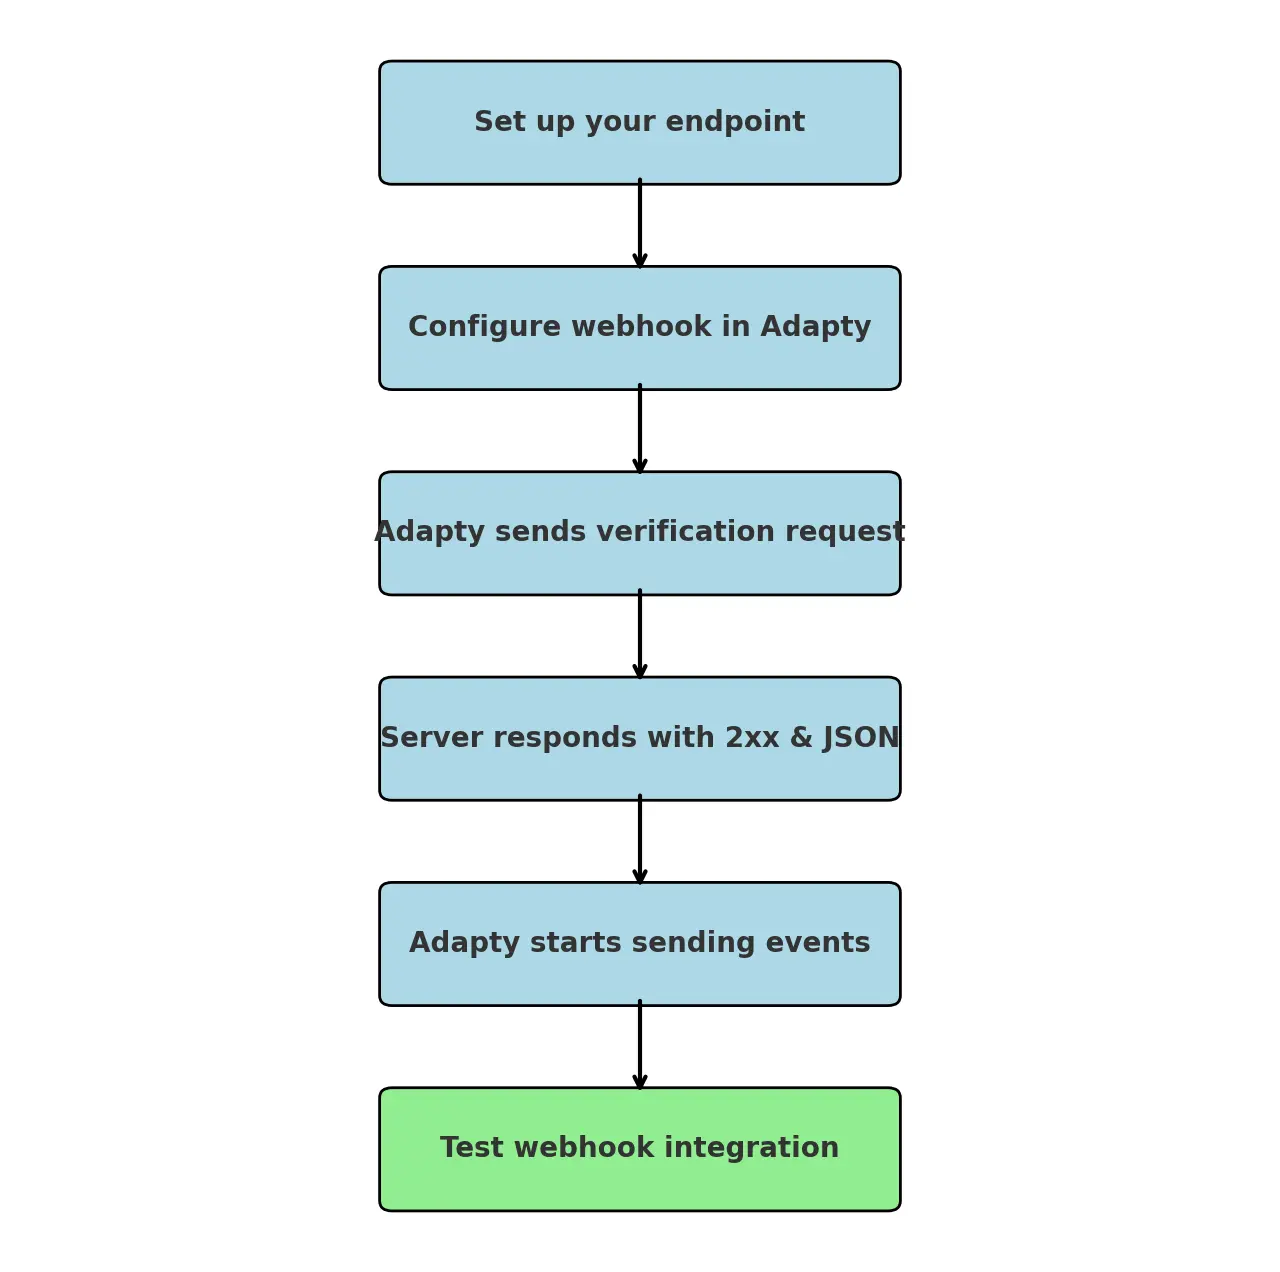 Set up your endpoint
Configure webhook in Adapty
Adapty sends verification request
Server responds with 2xx & JSON
Adapty starts sending events
Test webhook integration